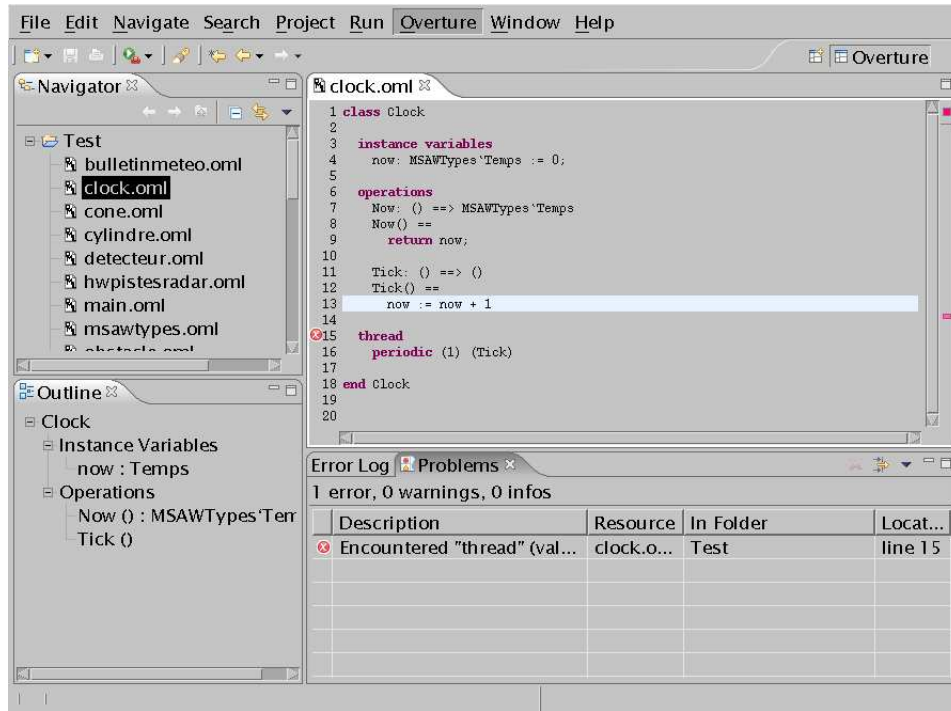 File Edit Navigate Search Project Run Overture Window Help
Overture
Navigator
Test
bulletinmeteo.oml
clock.oml
cone.oml
cylindre.oml
detecteur.oml
hwpistesradar.oml
main.oml
msawtypes.oml
obstacle.oml
Outline
Clock
Instance Variables
now : Temps
Operations
Now () : MSAWTypes`Tem
Tick ()
clock.oml
1 class Clock
2
3 instance variables
4 now: MSAWTypes`Temps := 0;
5
6 operations
7 Now: () ==> MSAWTypes`Temps
8 Now() ==
9 return now;
10
11 Tick: () ==> ()
12 Tick() ==
13 now := now + 1
14
15 thread
16 periodic (1) (Tick)
17
18 end Clock
19
20
Error Log Problems
1 error, 0 warnings, 0 infos
Description Resource In Folder Locat...
Encountered "thread" (val... clock.o... Test line 15